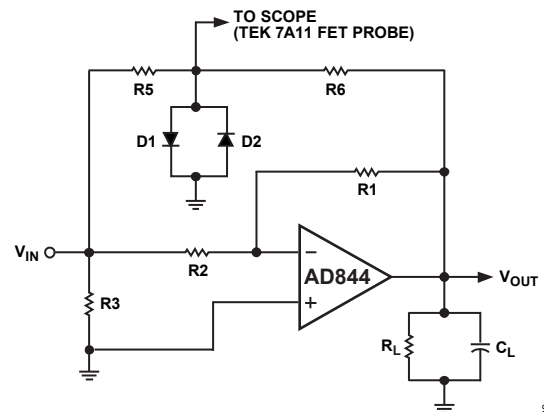 TO SCOPE
(TEK 7A11 FET PROBE)
R5
R6
D1
D2
R1
VIN
R2
AD844
−
+
VOUT
R3
RL
CL